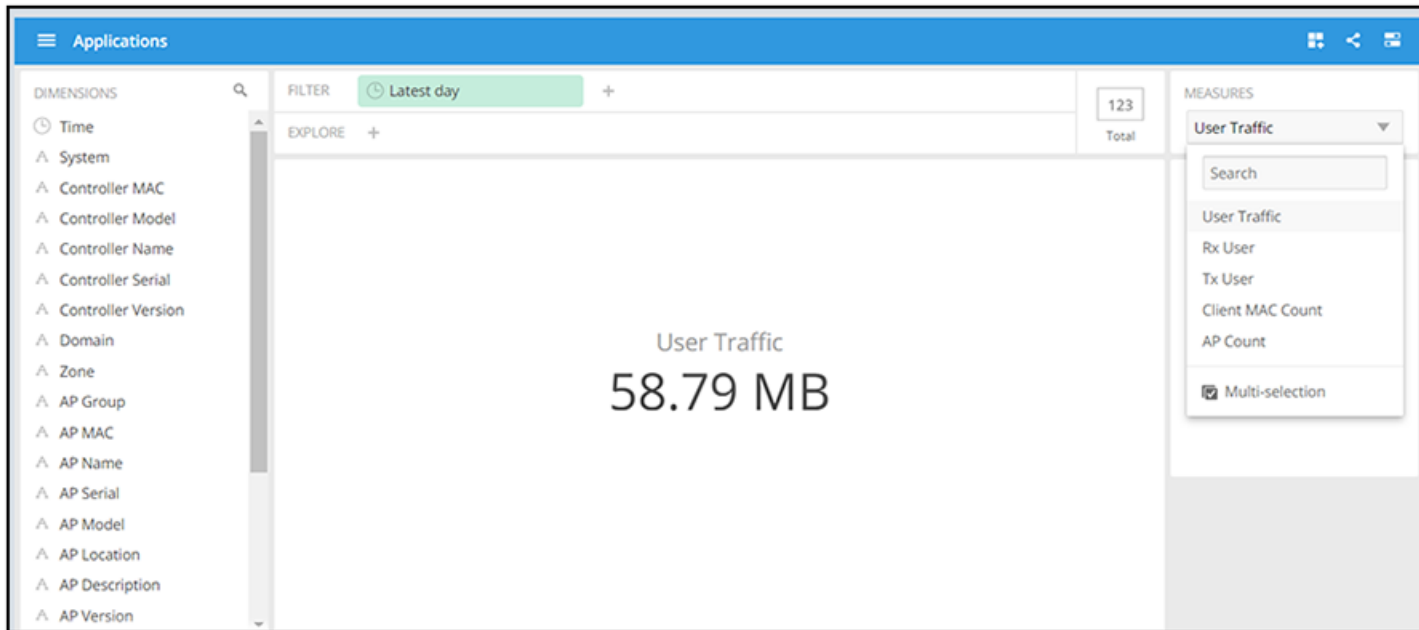 Applications
DIMENSIONS
Time
System
Controller MAC
Controller Model
Controller Name
Controller Serial
Controller Version
Domain
Zone
AP Group
AP MAC
AP Name
AP Serial
AP Model
AP Location
AP Description
AP Version
FILTER Latest day +
EXPLORE +
123
Total
User Traffic
58.79 MB
MEASURES
User Traffic
Search
User Traffic
Rx User
Tx User
Client MAC Count
AP Count
Multi-selection